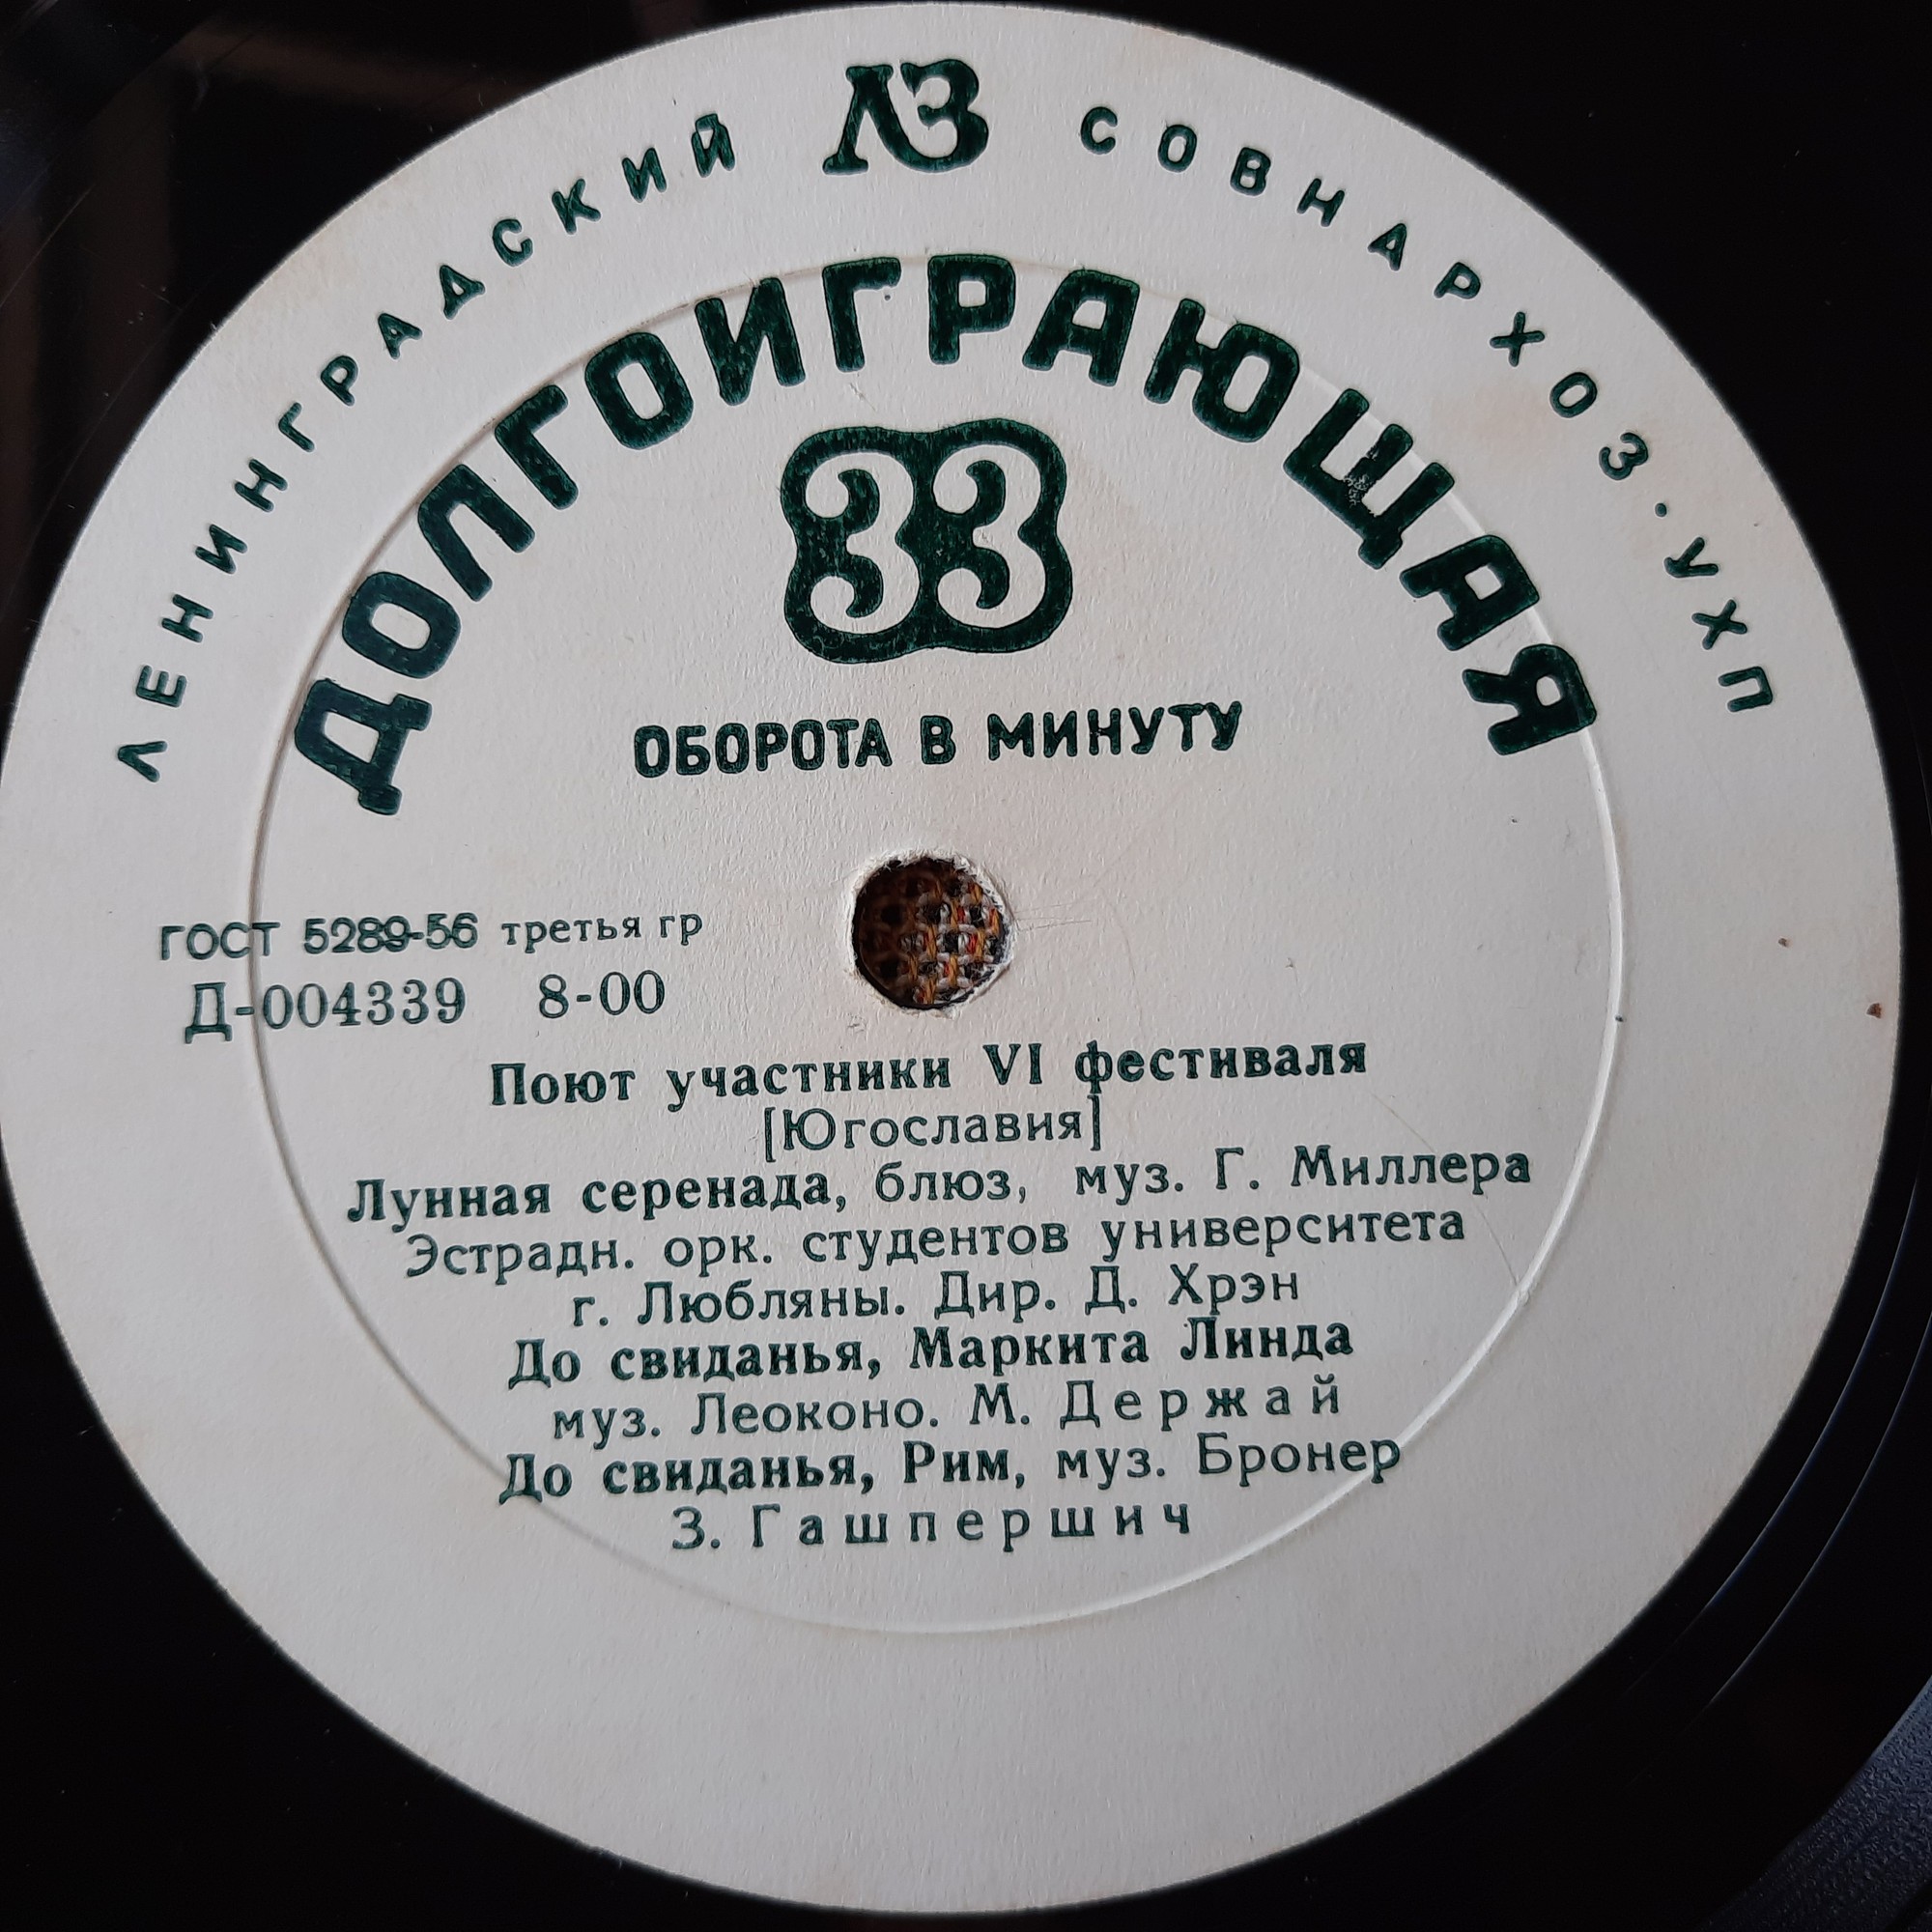 ЛЕНИНГРАДСКИЙ ЛЗ СОВНАРХОЗ·УХП
ДОЛГОИГРАЮЩАЯ
33
ОБОРОТА В МИНУТУ
ГОСТ 5289-56 третья гр
Д-004339 8-00
Поют участники VI фестиваля
[Югославия]
Лунная серенада, блюз, муз. Г. Миллера
Эстрадн. орк. студентов университета
г. Любляны. Дир. Д. Хрэн
До свиданья, Маркита Линда
муз. Леоконо. М. Держай
До свиданья, Рим, муз. Бронер
З. Гашпершич